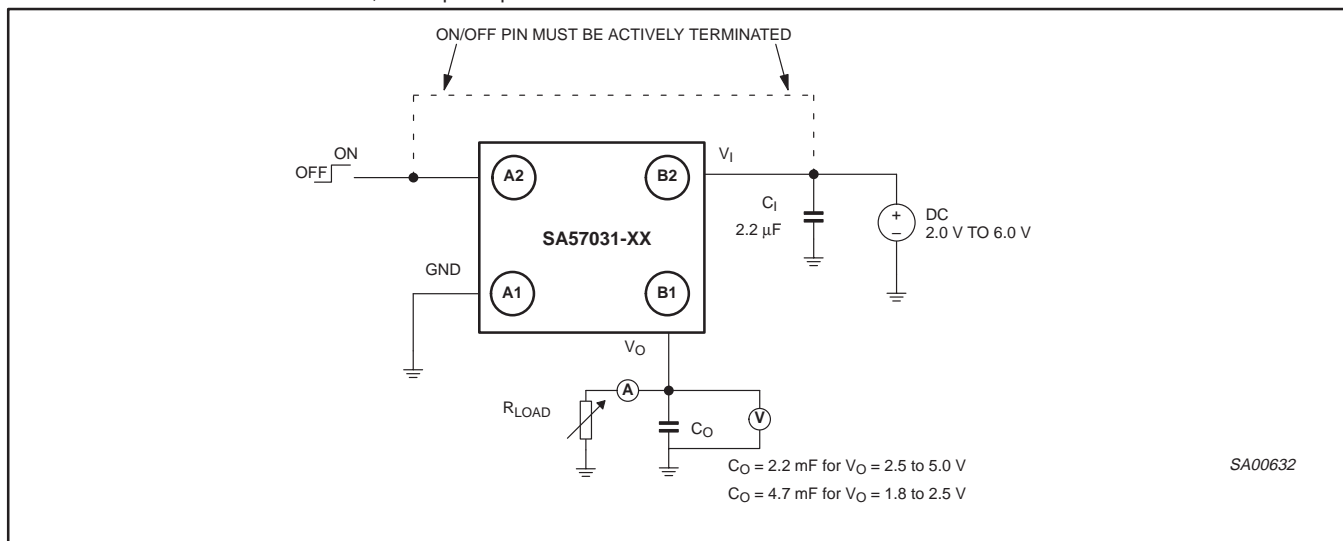 ON/OFF PIN MUST BE ACTIVELY TERMINATED
ON
OFF
A2
B2
VI
CI
2.2 μF
+
–
DC
2.0 V TO 6.0 V
SA57031-XX
GND
A1
B1
VO
A
RLOAD
CO
V
CO = 2.2 mF for VO = 2.5 to 5.0 V
CO = 4.7 mF for VO = 1.8 to 2.5 V
SA00632